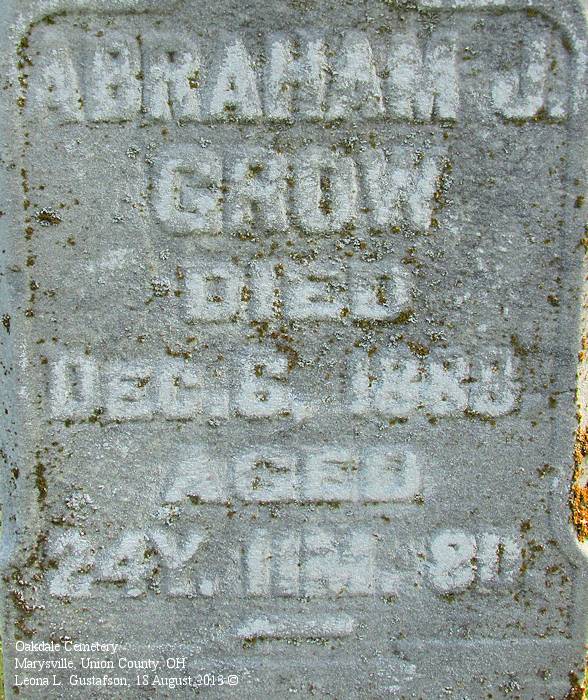 ABRAHAM J.
GROW
DIED
DEC. 6. 1883
AGED
24Y. 11M. 8D
Oakdale Cemetery
Marysville, Union County, OH
Leona L. Gustafson, 18 August 2013 ©